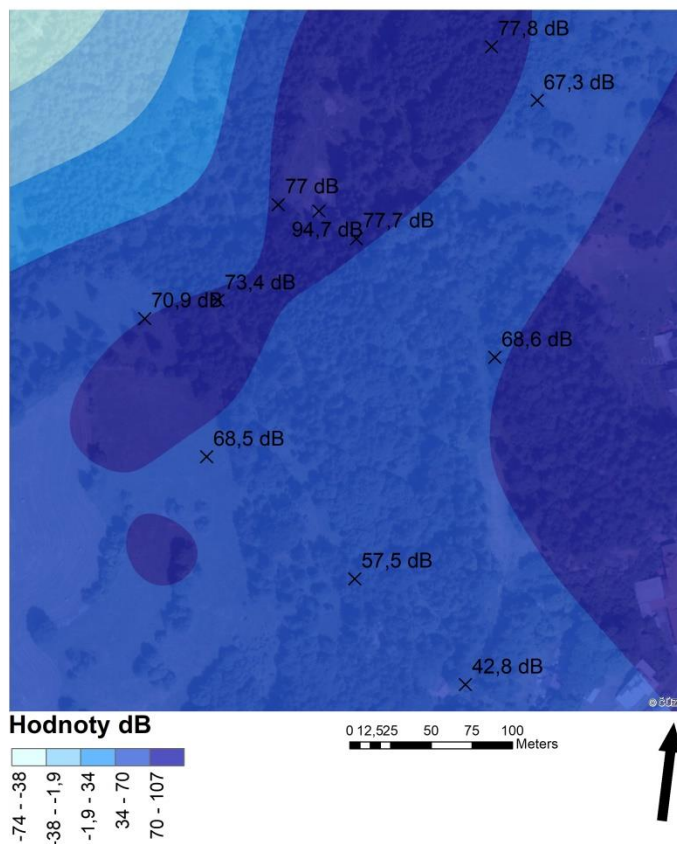 77,8 dB
67,3 dB
77 dB
94,7 dB
77,7 dB
73,4 dB
70,9 dB
68,6 dB
68,5 dB
57,5 dB
42,8 dB
Hodnoty dB
-74 - -38
-38 - -1,9
-1,9 - 34
34 - 70
70 - 107
0 12,525 50 75 100
Meters